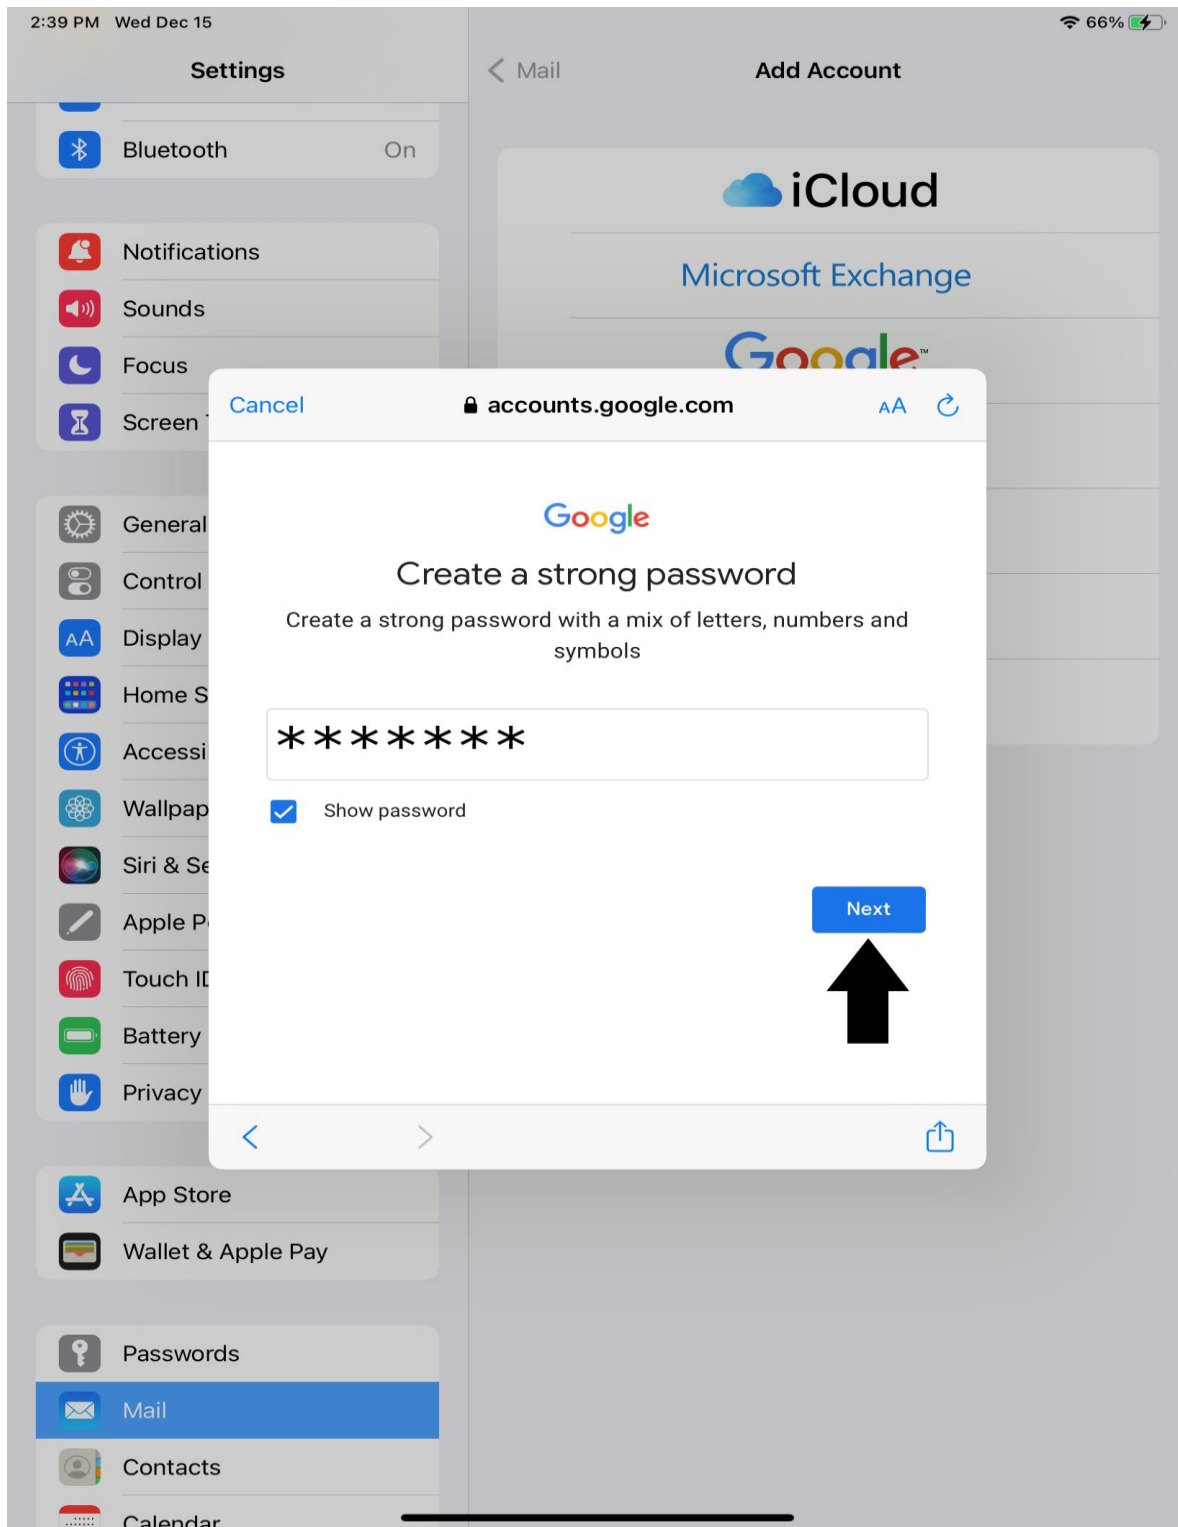 2:39 PM Wed Dec 15
66%
Settings
Bluetooth On
Notifications
Sounds
Focus
Screen
General
Control
Display
Home S
Accessi
Wallpap
Siri & Se
Apple P
Touch ID
Battery
Privacy
App Store
Wallet & Apple Pay
Passwords
Mail
Contacts
Calendar
Mail
Add Account
iCloud
Microsoft Exchange
Google™
Cancel
accounts.google.com
AA
Google
Create a strong password
Create a strong password with a mix of letters, numbers and
symbols
*******
Show password
Next